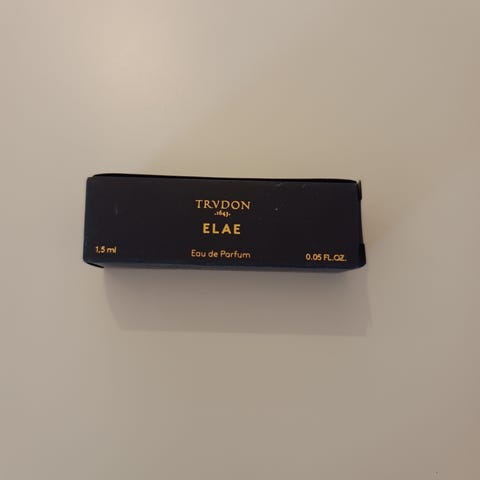 TRVDON
·1643·
ELAE
1,5 ml Eau de Parfum 0.05 FL.OZ.